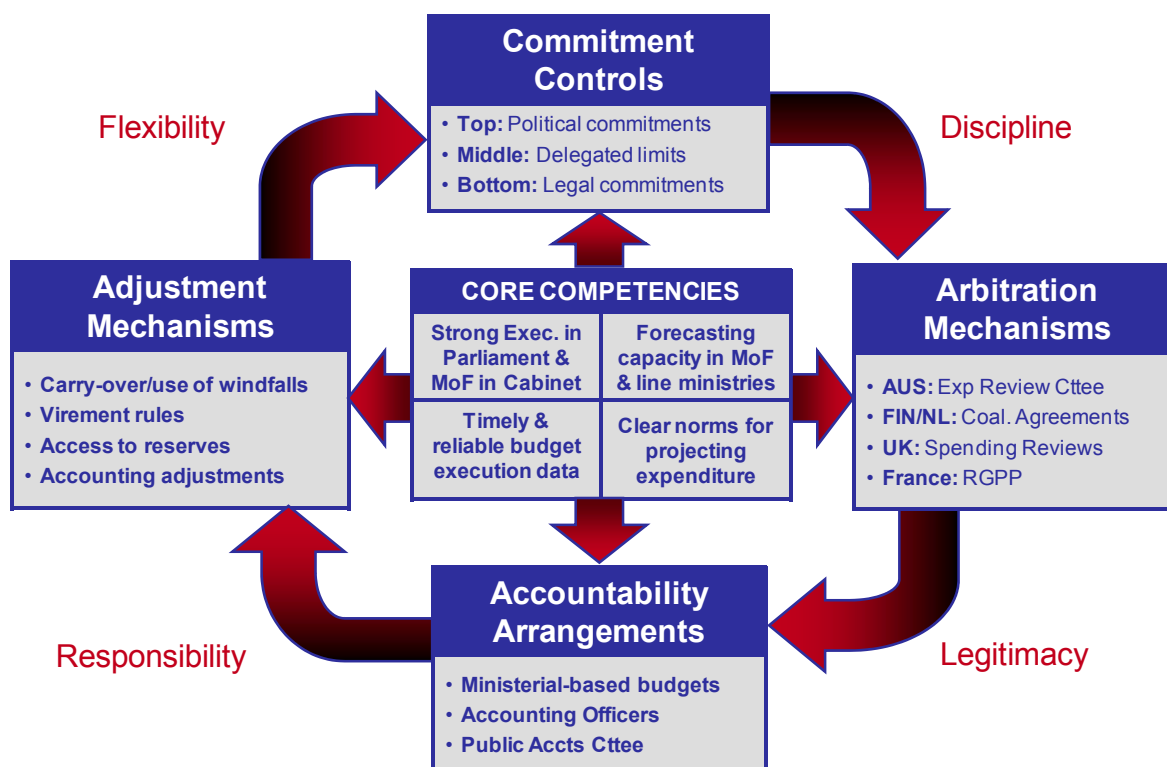 Commitment
Controls
• Top: Political commitments
• Middle: Delegated limits
• Bottom: Legal commitments
Flexibility
Discipline
Adjustment
Mechanisms
• Carry-over/use of windfalls
• Virement rules
• Access to reserves
• Accounting adjustments
CORE COMPETENCIES
Strong Exec. in
Parliament &
MoF in Cabinet
Forecasting
capacity in MoF
& line ministries
Timely &
reliable budget
execution data
Clear norms for
projecting
expenditure
Arbitration
Mechanisms
• AUS: Exp Review Cttee
• FIN/NL: Coal. Agreements
• UK: Spending Reviews
• France: RGPP
Responsibility
Legitimacy
Accountability
Arrangements
• Ministerial-based budgets
• Accounting Officers
• Public Accts Cttee